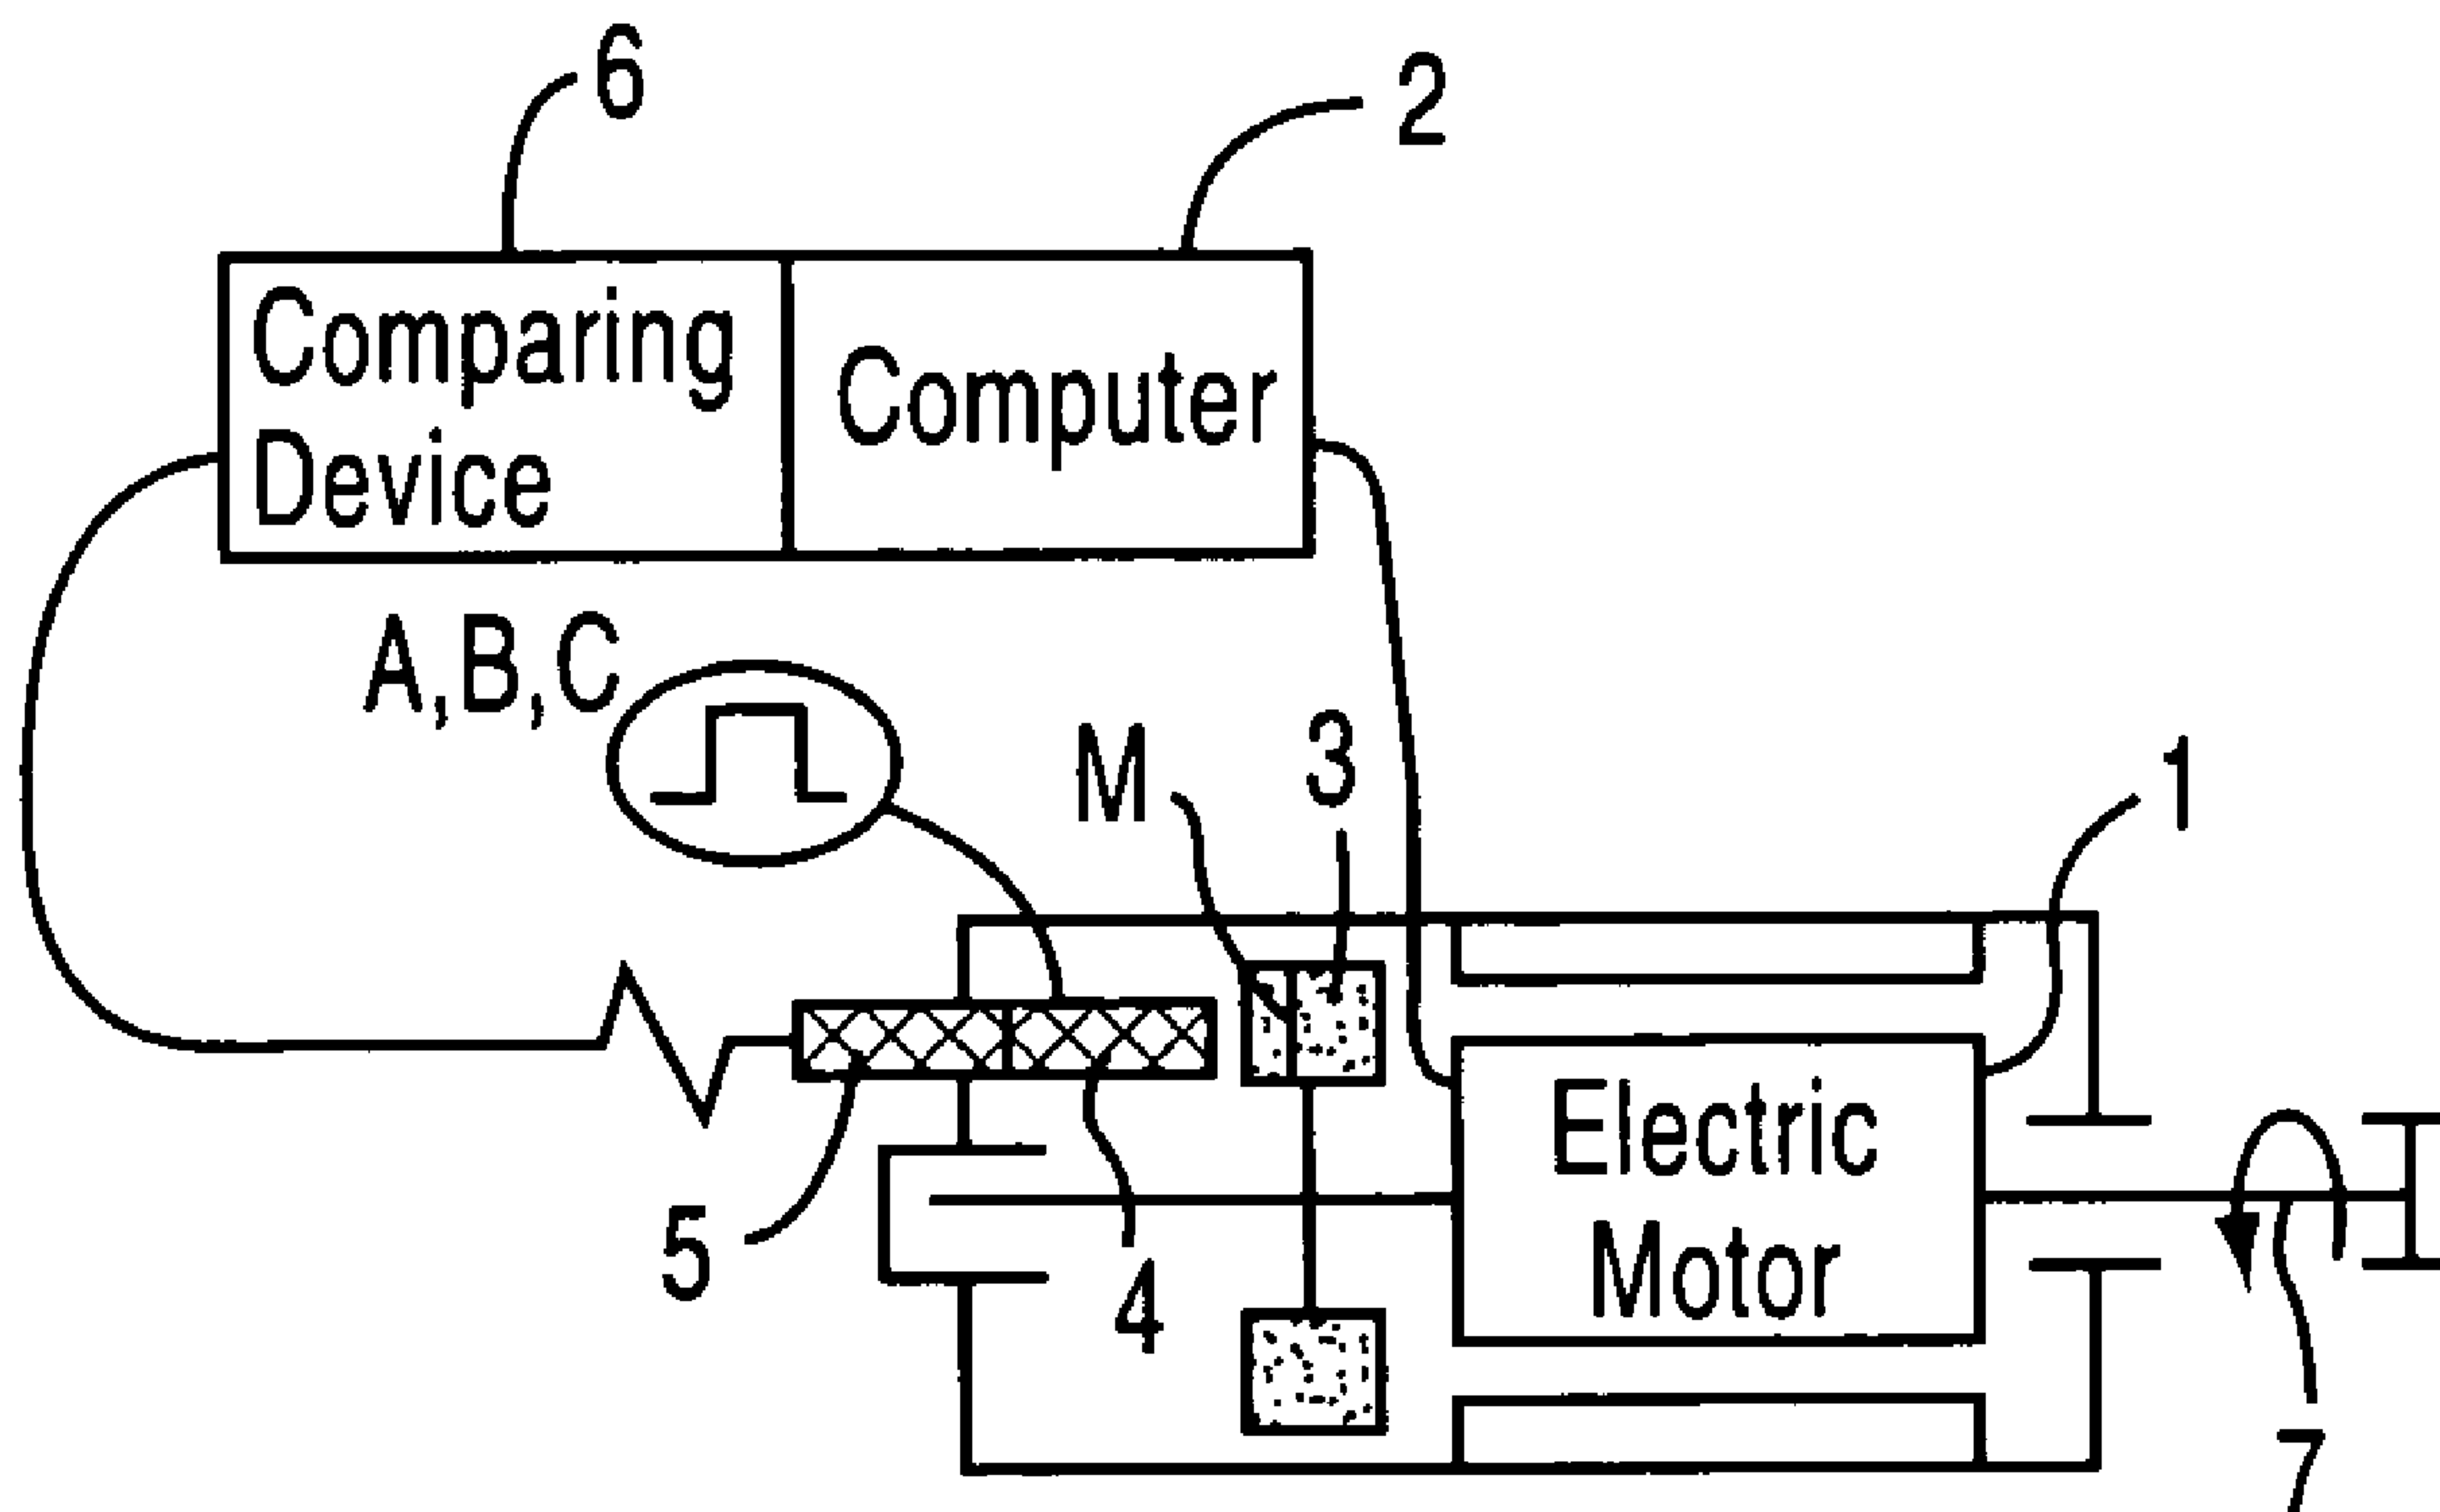 6
2
Comparing
Device
Computer
A,B,C
M
3
1
Electric
Motor
5
4
7